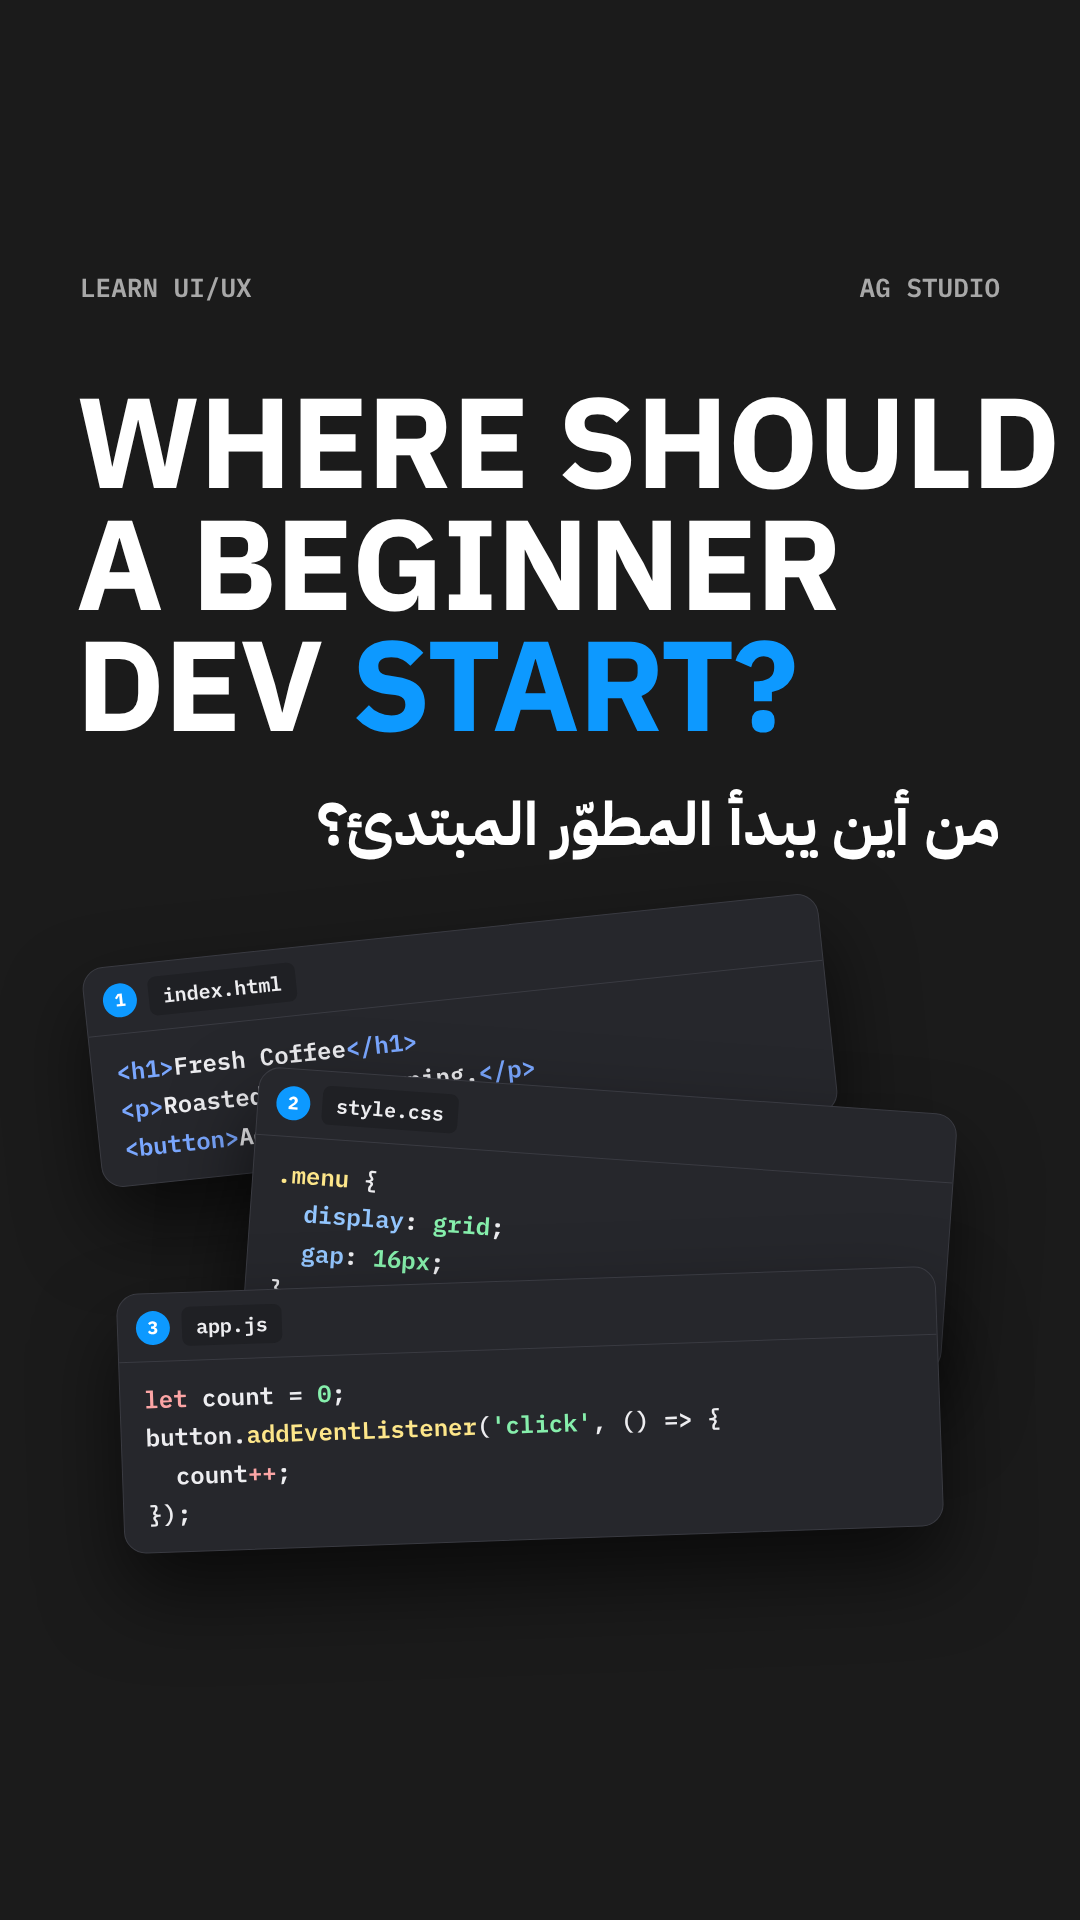 LEARN UI/UX
AG STUDIO
WHERE SHOULD
A BEGINNER
DEV START?
من أين يبدأ المطوّر المبتدئ؟
1 index.html
<h1>Fresh Coffee</h1>
<p>Roasted </p>
<button>
2 style.css
.menu {
  display: grid;
  gap: 16px;
}
3 app.js
let count = 0;
button.addEventListener('click', () => {
  count++;
});